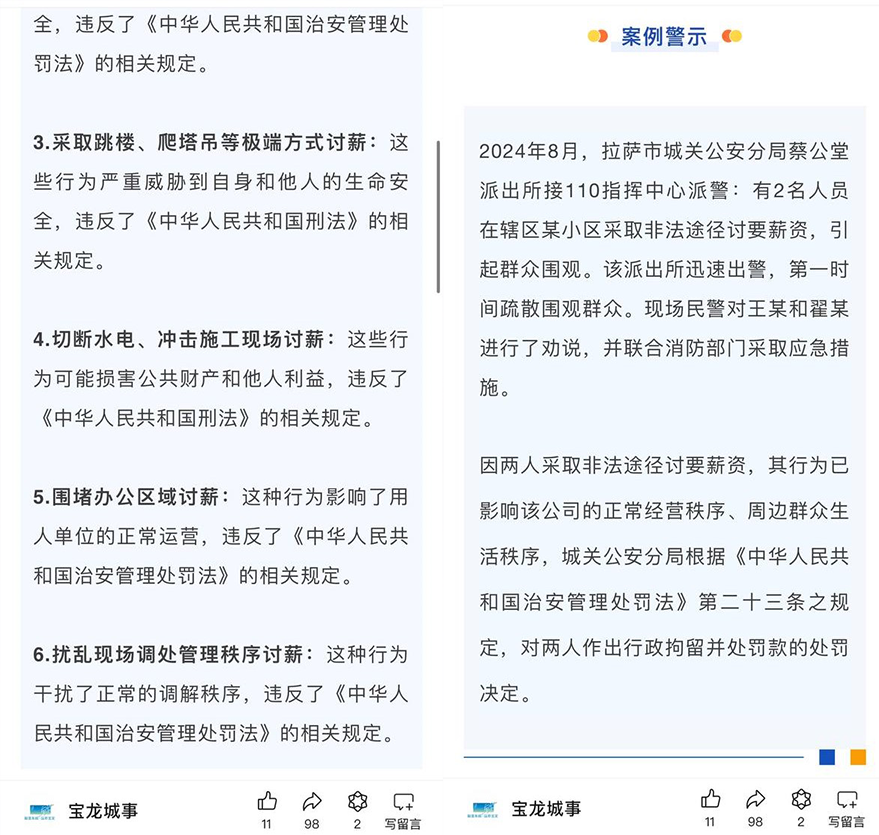 全，违反了《中华人民共和国治安管理处
罚法》的相关规定。
3.采取跳楼、爬塔吊等极端方式讨薪：这
些行为严重威胁到自身和他人的生命安
全，违反了《中华人民共和国刑法》的相
关规定。
4.切断水电、冲击施工现场讨薪：这些行
为可能损害公共财产和他人利益，违反了
《中华人民共和国刑法》的相关规定。
5.围堵办公区域讨薪：这种行为影响了用
人单位的正常运营，违反了《中华人民共
和国治安管理处罚法》的相关规定。
6.扰乱现场调处管理秩序讨薪：这种行为
干扰了正常的调解秩序，违反了《中华人
民共和国治安管理处罚法》的相关规定。
宝龙城事
11
98
2
写留言
案例警示
2024年8月，拉萨市城关公安分局蔡公堂
派出所接110指挥中心派警：有2名人员
在辖区某小区采取非法途径讨要薪资，引
起群众围观。该派出所迅速出警，第一时
间疏散围观群众。现场民警对王某和翟某
进行了劝说，并联合消防部门采取应急措
施。
因两人采取非法途径讨要薪资，其行为已
影响该公司的正常经营秩序、周边群众生
活秩序，城关公安分局根据《中华人民共
和国治安管理处罚法》第二十三条之规
定，对两人作出行政拘留并处罚款的处罚
决定。
宝龙城事
11
98
2
写留言